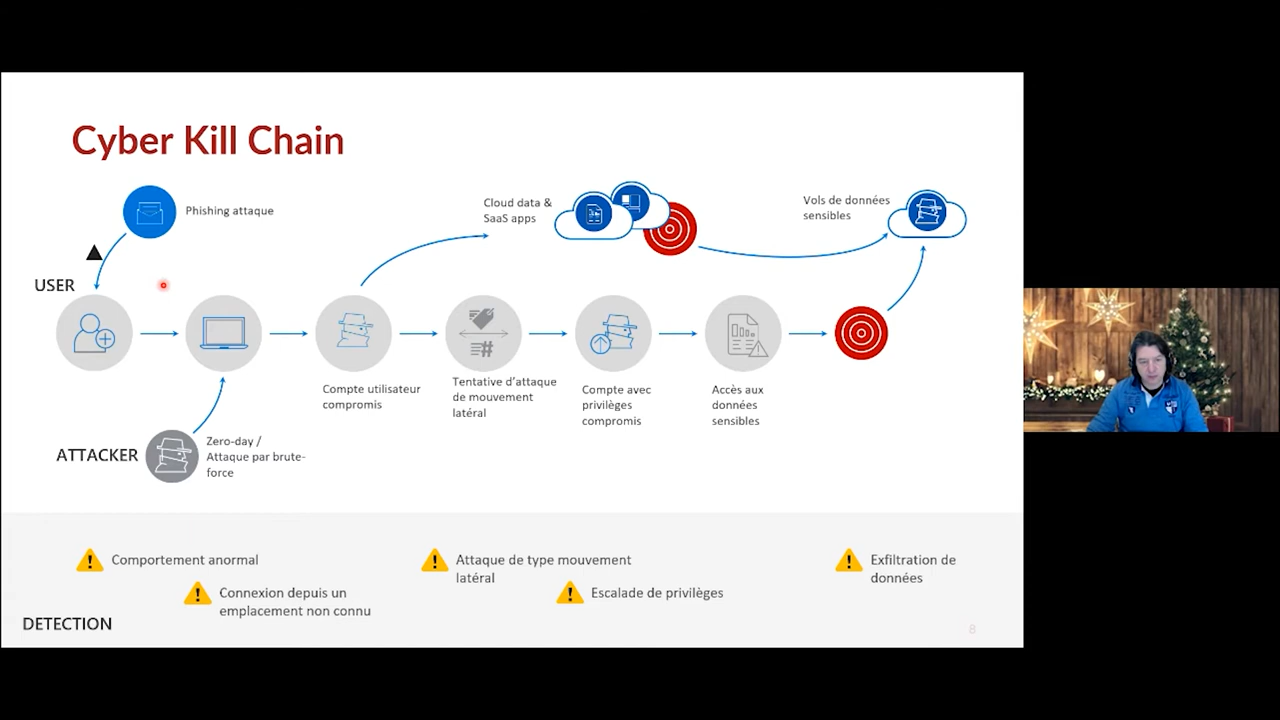 Cyber Kill Chain
Phishing attaque
Cloud data &
SaaS apps
Vols de données
sensibles
USER
Compte utilisateur
compromis
Tentative d'attaque
de mouvement
latéral
Compte avec
privilèges
compromis
Accès aux
données
sensibles
ATTACKER
Zero-day /
Attaque par brute-
force
Comportement anormal
Connexion depuis un
emplacement non connu
Attaque de type mouvement
latéral
Escalade de privilèges
Exfiltration de
données
DETECTION
8